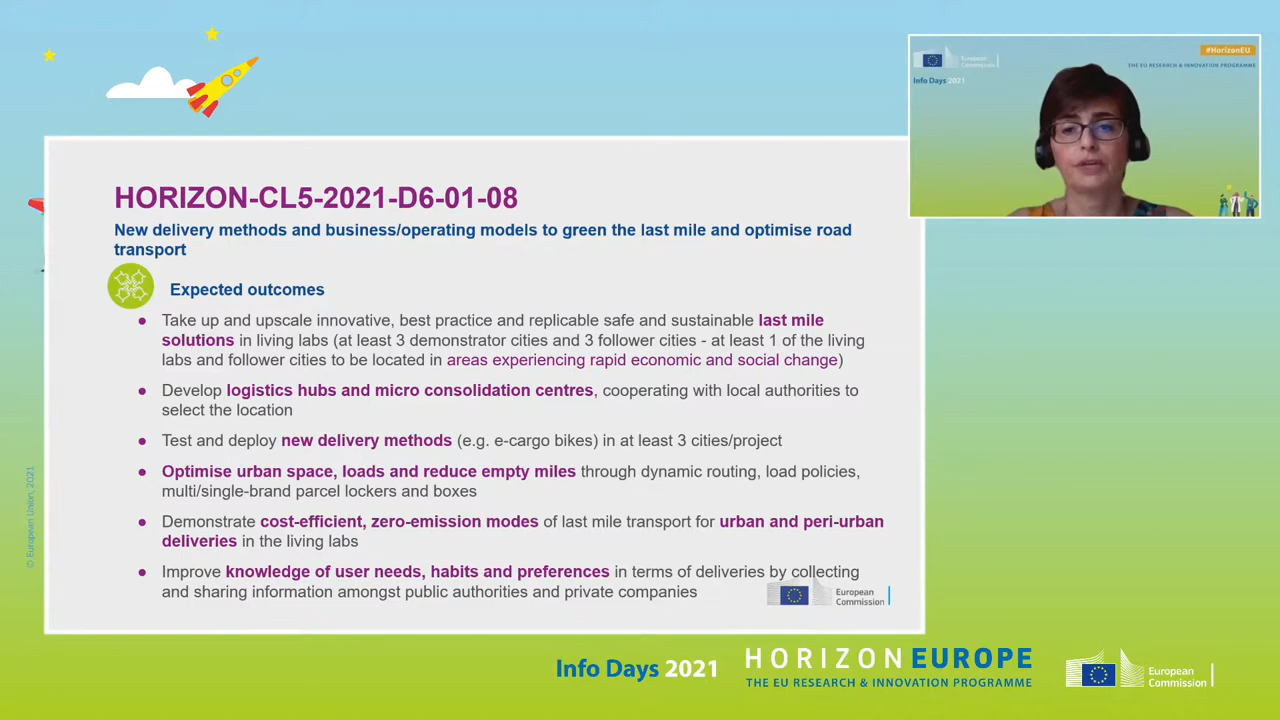 European
Commission
#HorizonEU
THE EU RESEARCH & INNOVATION PROGRAMME
Info Days 2021
HORIZON-CL5-2021-D6-01-08
New delivery methods and business/operating models to green the last mile and optimise road
transport
Expected outcomes
• Take up and upscale innovative, best practice and replicable safe and sustainable last mile
solutions in living labs (at least 3 demonstrator cities and 3 follower cities - at least 1 of the living
labs and follower cities to be located in areas experiencing rapid economic and social change)
• Develop logistics hubs and micro consolidation centres, cooperating with local authorities to
select the location
• Test and deploy new delivery methods (e.g. e-cargo bikes) in at least 3 cities/project
• Optimise urban space, loads and reduce empty miles through dynamic routing, load policies,
multi/single-brand parcel lockers and boxes
• Demonstrate cost-efficient, zero-emission modes of last mile transport for urban and peri-urban
deliveries in the living labs
• Improve knowledge of user needs, habits and preferences in terms of deliveries by collecting
and sharing information amongst public authorities and private companies
European
Commission
© European Union, 2021
Info Days 2021
HORIZON EUROPE
THE EU RESEARCH & INNOVATION PROGRAMME
European
Commission